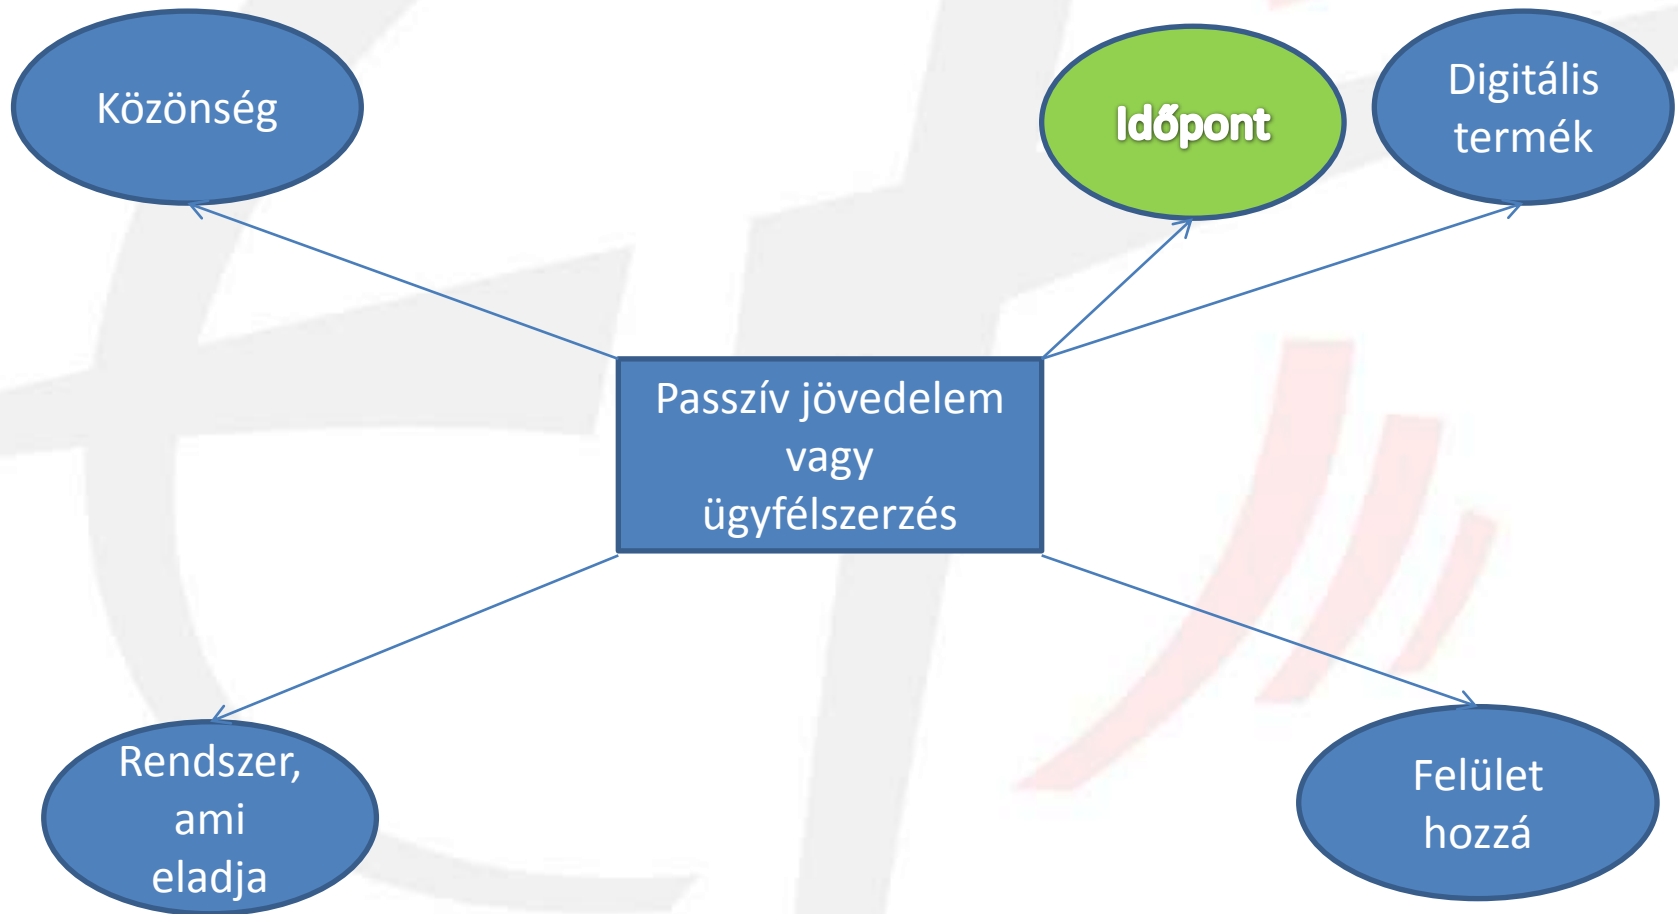 Közönség
Időpont
Digitális
termék
Passzív jövedelem
vagy
ügyfélszerzés
Rendszer,
ami
eladja
Felület
hozzá